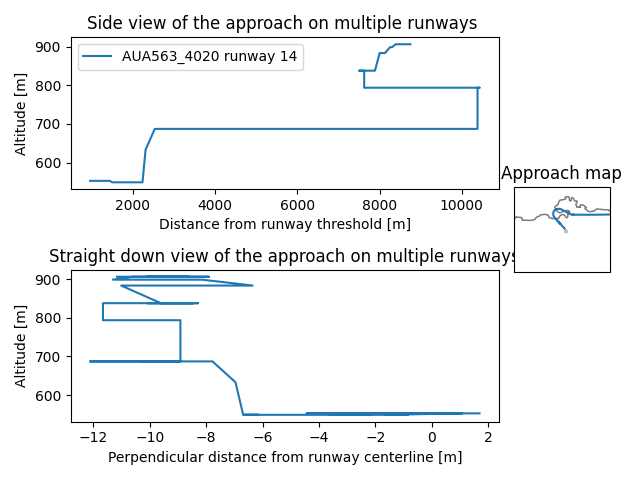 Side view of the approach on multiple runways
Altitude [m]
900
800
700
600
AUA563_4020 runway 14
2000 4000 6000 8000 10000
Distance from runway threshold [m]
Approach map
Straight down view of the approach on multiple runways
Altitude [m]
900
800
700
600
−12 −10 −8 −6 −4 −2 0 2
Perpendicular distance from runway centerline [m]